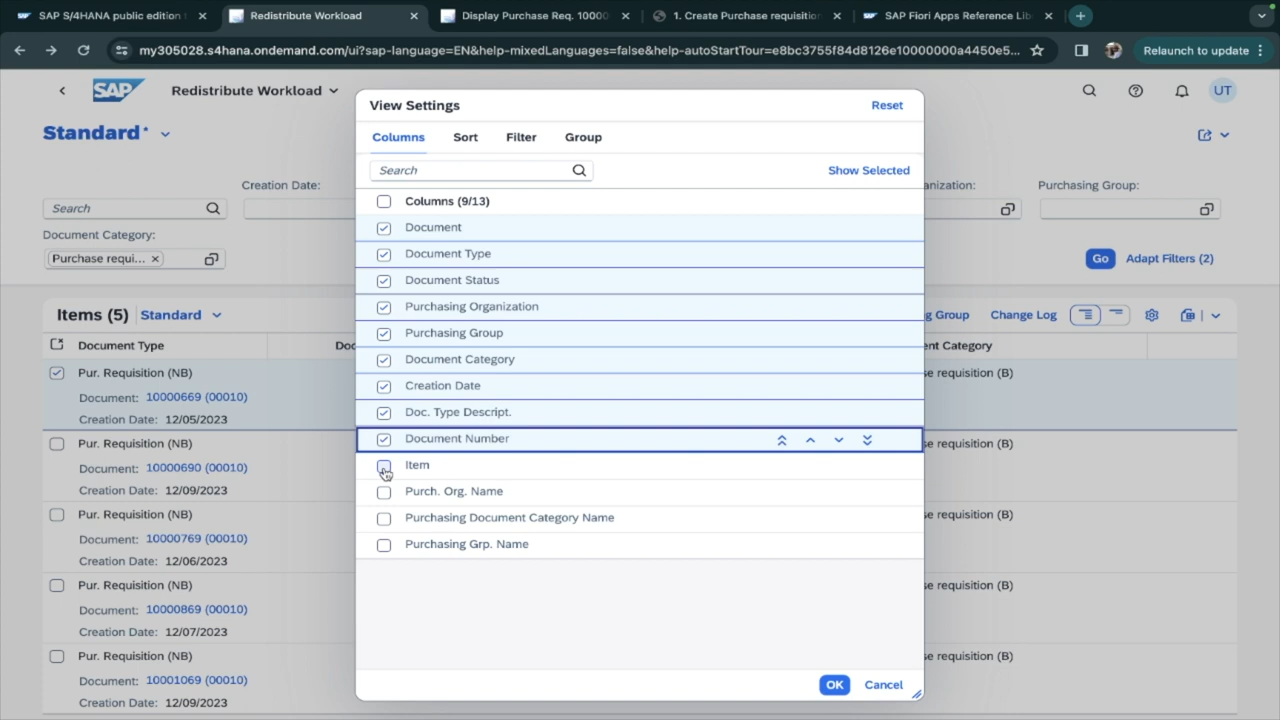 SAP S/4HANA public edition
Redistribute Workload
Display Purchase Req. 10000
1. Create Purchase requisition
SAP Fiori Apps Reference Lib
my305028.s4hana.ondemand.com/ui?sap-language=EN&help-mixedLanguages=false&help-autoStartTour=e8bc3755f84d8126e10000000a4450e5...
Relaunch to update
SAP
Redistribute Workload
UT
Standard*
Creation Date:
Purchasing Group:
Search
Document Category:
Purchase requi...
Go
Adapt Filters (2)
Items (5)
Standard
Change Log
Document Type
Pur. Requisition (NB)
Document: 10000669 (00010)
Creation Date: 12/05/2023
Pur. Requisition (NB)
Document: 10000690 (00010)
Creation Date: 12/09/2023
Pur. Requisition (NB)
Document: 10000769 (00010)
Creation Date: 12/06/2023
Pur. Requisition (NB)
Document: 10000869 (00010)
Creation Date: 12/07/2023
Pur. Requisition (NB)
Document: 10001069 (00010)
Creation Date: 12/09/2023
View Settings
Reset
Columns
Sort
Filter
Group
Search
Show Selected
Columns (9/13)
Document
Document Type
Document Status
Purchasing Organization
Purchasing Group
Document Category
Creation Date
Doc. Type Descript.
Document Number
Item
Purch. Org. Name
Purchasing Document Category Name
Purchasing Grp. Name
OK
Cancel
anization:
g Group
Doc
nt Category
se requisition (B)
se requisition (B)
se requisition (B)
se requisition (B)
se requisition (B)